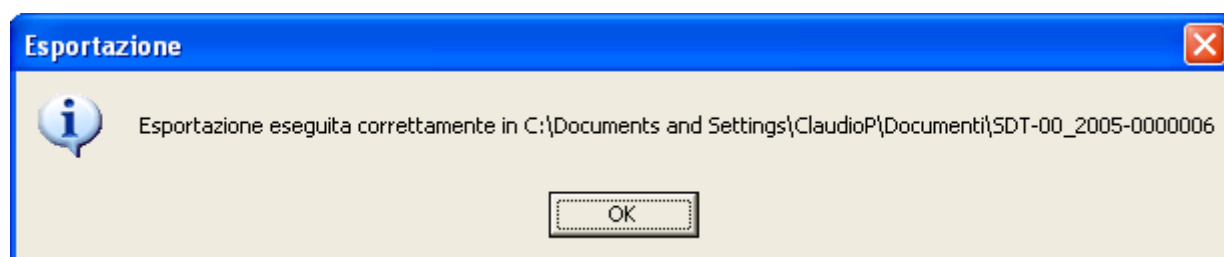 Esportazione
Esportazione eseguita correttamente in C:\Documents and Settings\ClaudioP\Documenti\SDT-00_2005-0000006
OK